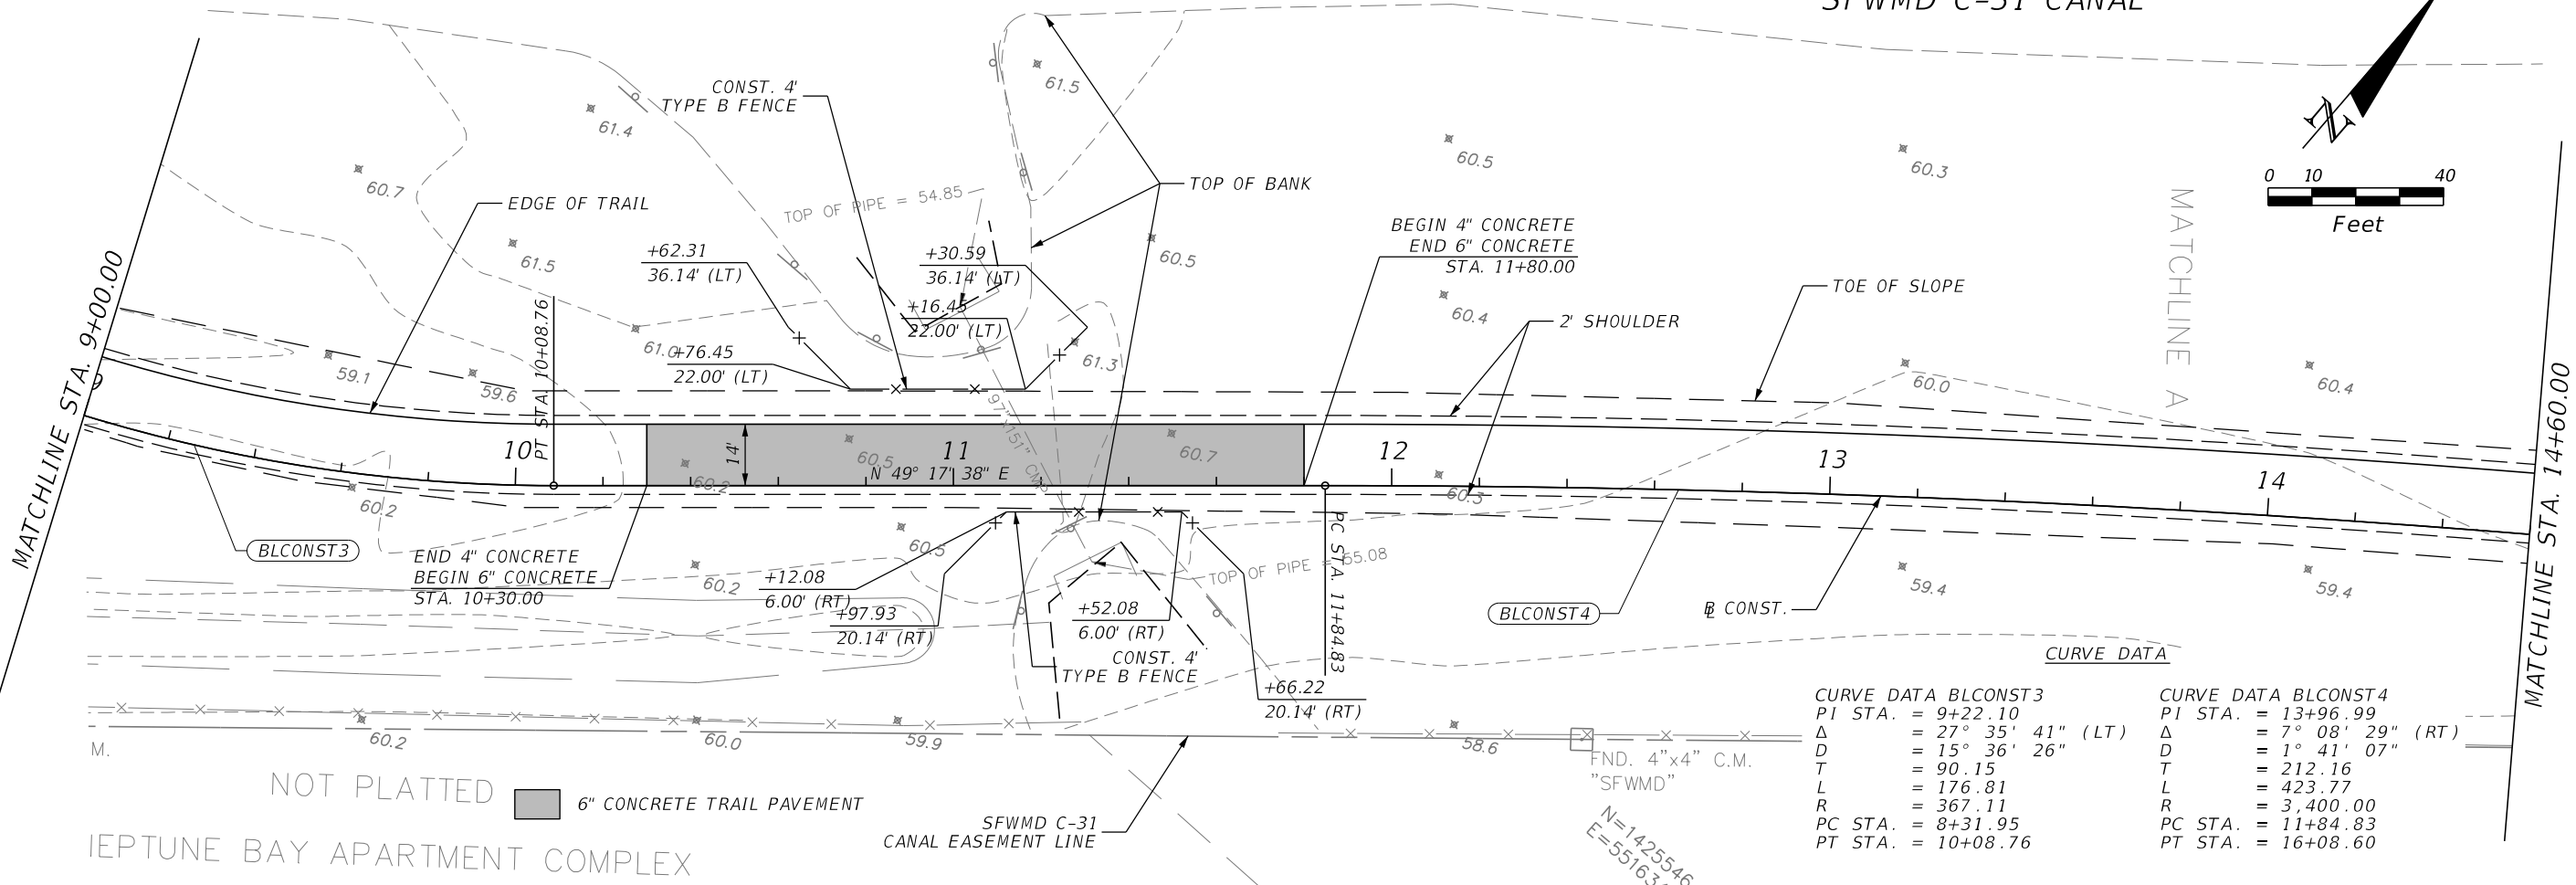 SFWMD C-31 CANAL
CONST. 4'
TYPE B FENCE
61.5
61.4
60.7
TOP OF PIPE = 54.85
TOP OF BANK
60.5
60.3
0 10 40
Feet
MATCHLINE A
EDGE OF TRAIL
61.5
+62.31
36.14' (LT)
+30.59
36.14' (LT)
+16.45
22.00' (LT)
60.5
BEGIN 4" CONCRETE
END 6" CONCRETE
STA. 11+80.00
60.4
TOE OF SLOPE
2' SHOULDER
MATCHLINE STA. 9+00.00
PT STA. 10+08.76
61.0
+76.45
22.00' (LT)
61.3
59.1
59.6
60.0
60.4
MATCHLINE STA. 14+60.00
9
10
14'
60.5
11
N 49° 17' 38" E
60.7
12
13
14
60.2
60.2
60.3
BLCONST3
END 4" CONCRETE
BEGIN 6" CONCRETE
STA. 10+30.00
60.5
60.2
+12.08
6.00' (RT)
+97.93
20.14' (RT)
TOP OF PIPE = 55.08
+52.08
6.00' (RT)
CONST. 4'
TYPE B FENCE
PC STA. 11+84.83
+66.22
20.14' (RT)
BLCONST4
BL CONST.
59.4
59.4
60.2
60.0
59.9
58.6
M.
FND. 4"x4" C.M.
"SFWMD"
NOT PLATTED
6" CONCRETE TRAIL PAVEMENT
SFWMD C-31
CANAL EASEMENT LINE
IEPTUNE BAY APARTMENT COMPLEX
N=1425546
CURVE DATA
CURVE DATA BLCONST3
PI STA. = 9+22.10
Δ = 27° 35' 41" (LT)
D = 15° 36' 26"
T = 90.15
L = 176.81
R = 367.11
PC STA. = 8+31.95
PT STA. = 10+08.76
CURVE DATA BLCONST4
PI STA. = 13+96.99
Δ = 7° 08' 29" (RT)
D = 1° 41' 07"
T = 212.16
L = 423.77
R = 3,400.00
PC STA. = 11+84.83
PT STA. = 16+08.60